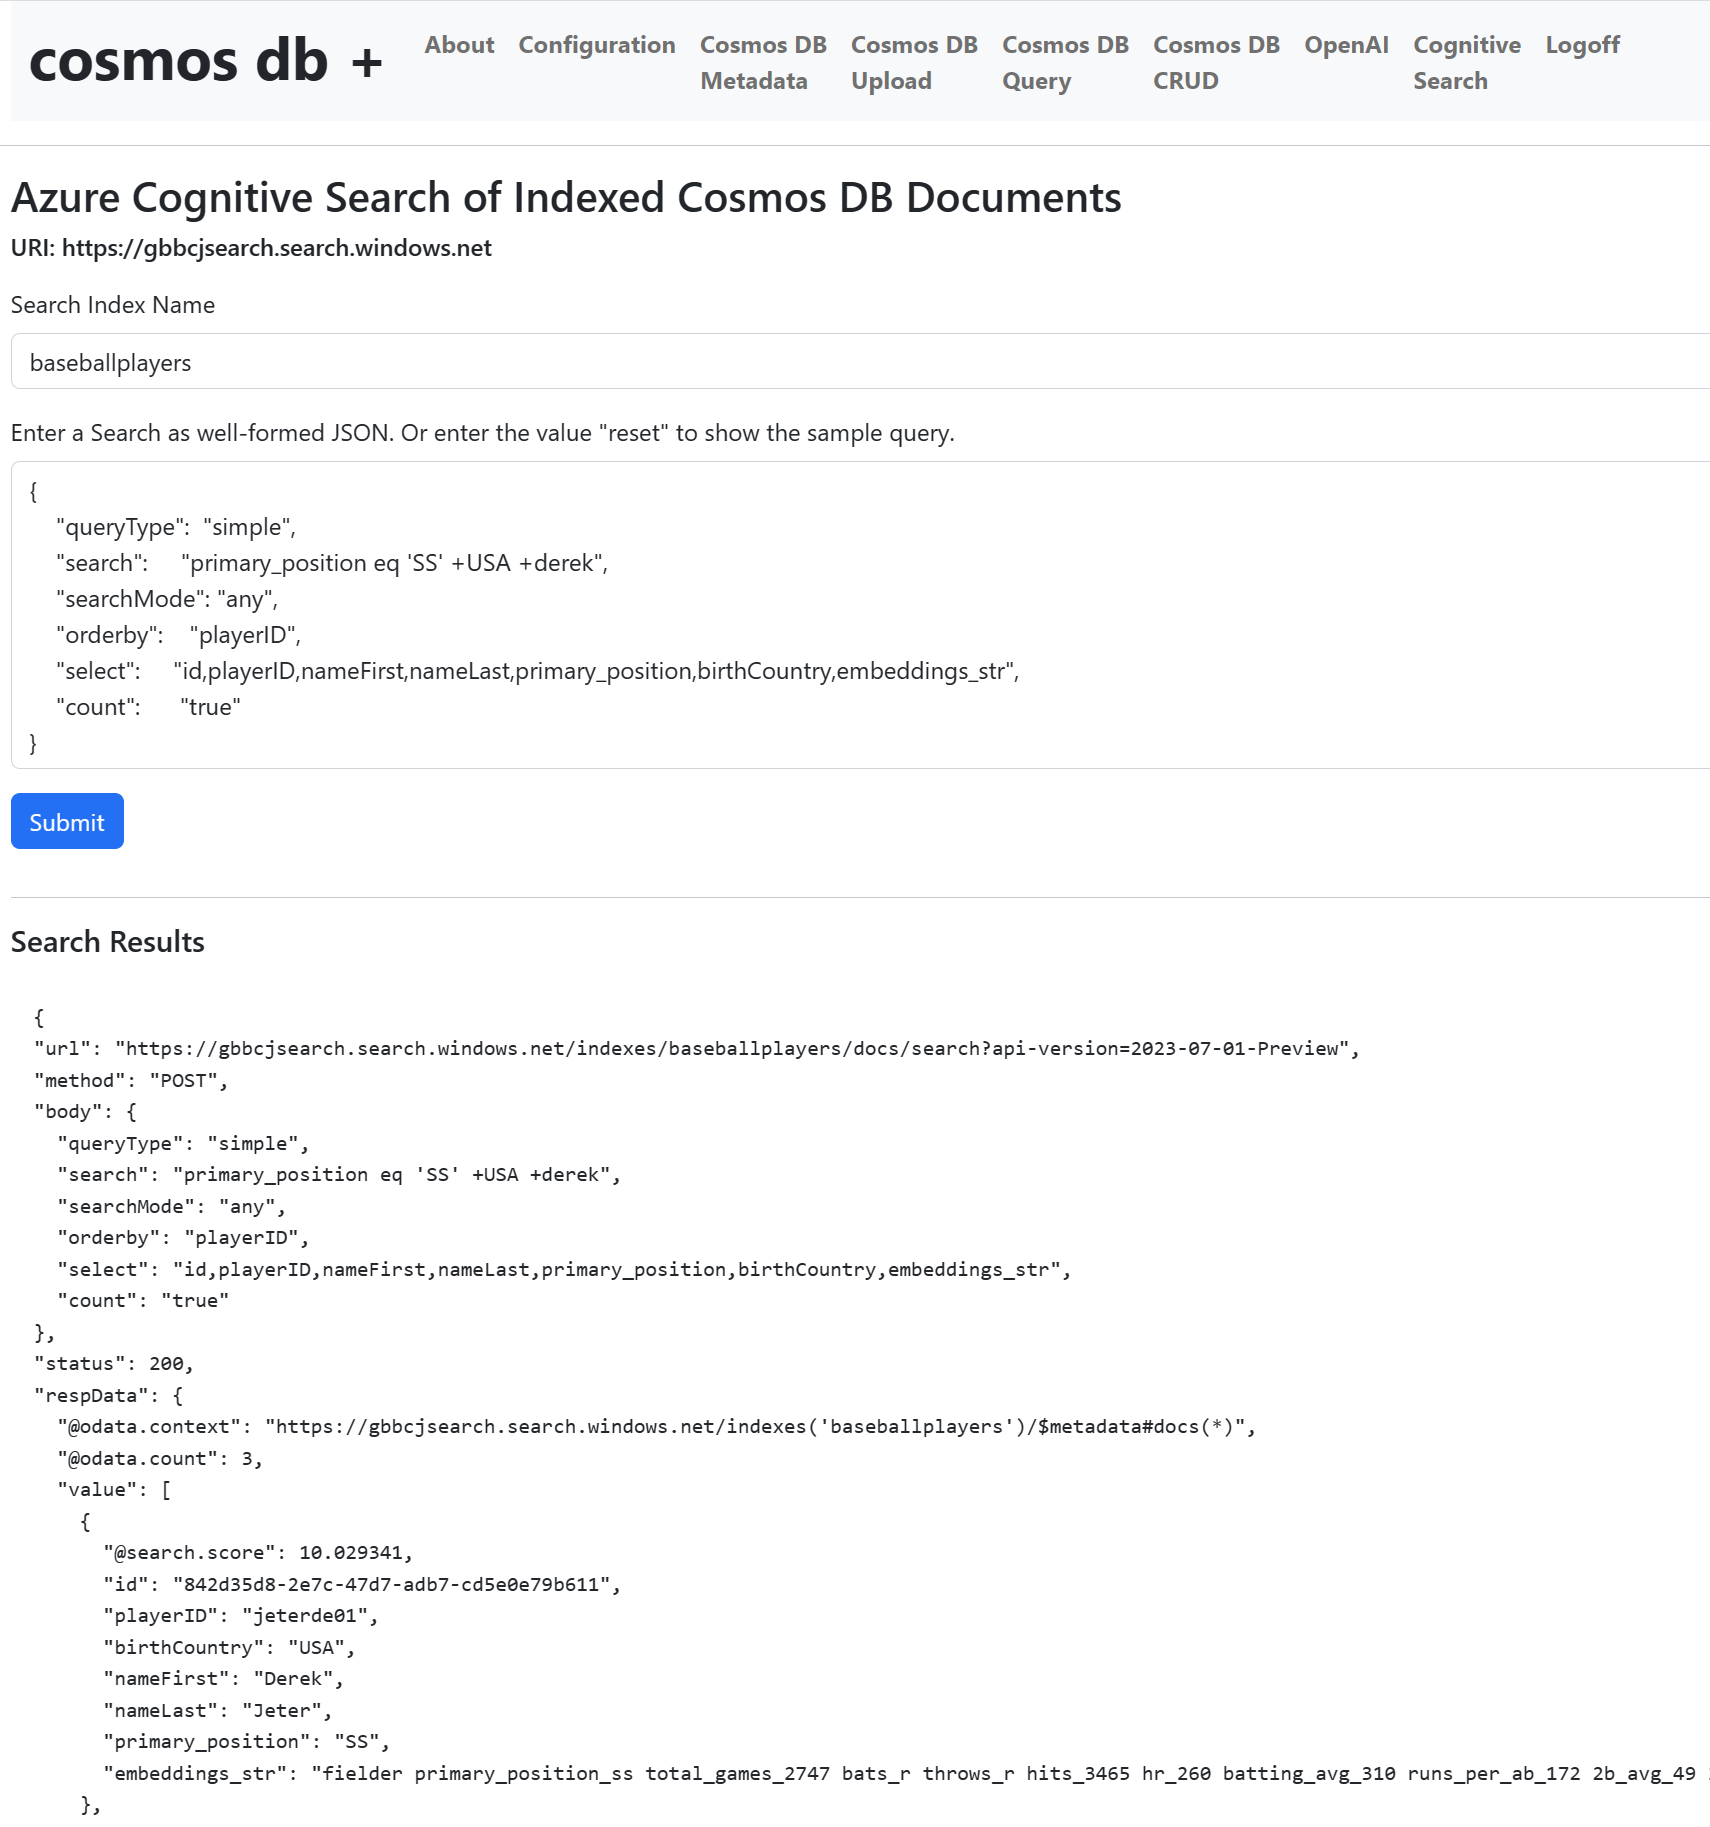 cosmos db +
About Configuration Cosmos DB Metadata Cosmos DB Upload Cosmos DB Query Cosmos DB CRUD OpenAI Cognitive Search Logoff
Azure Cognitive Search of Indexed Cosmos DB Documents
URI: https://gbbcjsearch.search.windows.net
Search Index Name
baseballplayers
Enter a Search as well-formed JSON. Or enter the value "reset" to show the sample query.
{
"queryType": "simple",
"search": "primary_position eq 'SS' +USA +derek",
"searchMode": "any",
"orderby": "playerID",
"select": "id,playerID,nameFirst,nameLast,primary_position,birthCountry,embeddings_str",
"count": "true"
}
Submit
Search Results
{
"url": "https://gbbcjsearch.search.windows.net/indexes/baseballplayers/docs/search?api-version=2023-07-01-Preview",
"method": "POST",
"body": {
"queryType": "simple",
"search": "primary_position eq 'SS' +USA +derek",
"searchMode": "any",
"orderby": "playerID",
"select": "id,playerID,nameFirst,nameLast,primary_position,birthCountry,embeddings_str",
"count": "true"
},
"status": 200,
"respData": {
"@odata.context": "https://gbbcjsearch.search.windows.net/indexes('baseballplayers')/$metadata#docs(*)",
"@odata.count": 3,
"value": [
{
"@search.score": 10.029341,
"id": "842d35d8-2e7c-47d7-adb7-cd5e0e79b611",
"playerID": "jeterde01",
"birthCountry": "USA",
"nameFirst": "Derek",
"nameLast": "Jeter",
"primary_position": "SS",
"embeddings_str": "fielder primary_position_ss total_games_2747 bats_r throws_r hits_3465 hr_260 batting_avg_310 runs_per_ab_172 2b_avg_49
},